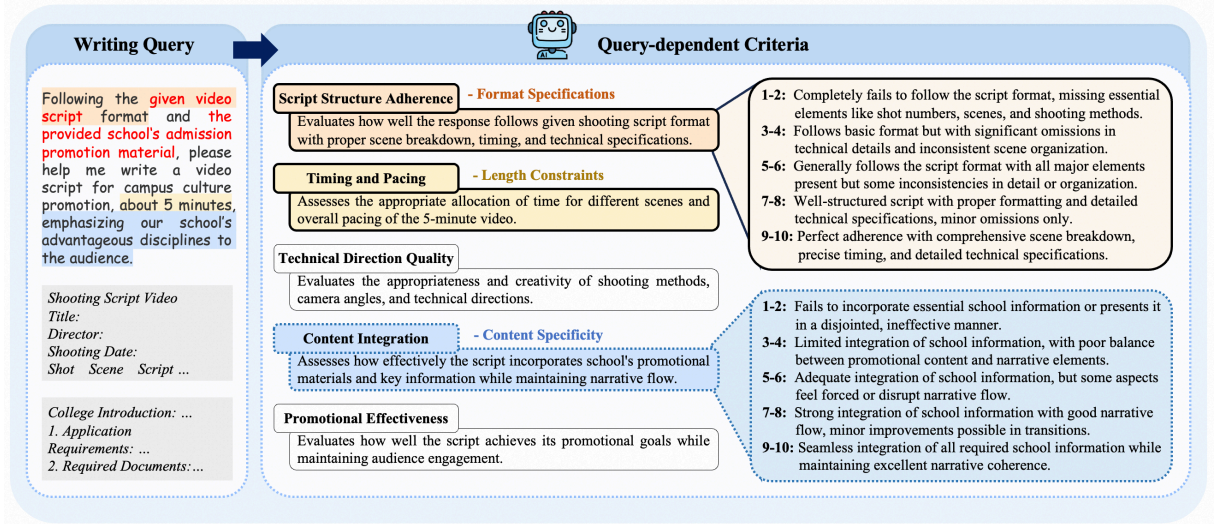 Writing Query
Following the given video
script format and the
provided school's admission
promotion material, please
help me write a video
script for campus culture
promotion, about 5 minutes,
emphasizing our school's
advantageous disciplines to
the audience.
Shooting Script Video
Title:
Director:
Shooting Date:
Shot Scene Script ...
College Introduction: ...
1. Application
Requirements: ...
2. Required Documents:...
AI
Query-dependent Criteria
Script Structure Adherence - Format Specifications
Evaluates how well the response follows given shooting script format
with proper scene breakdown, timing, and technical specifications.
Timing and Pacing - Length Constraints
Assesses the appropriate allocation of time for different scenes and
overall pacing of the 5-minute video.
Technical Direction Quality
Evaluates the appropriateness and creativity of shooting methods,
camera angles, and technical directions.
Content Integration - Content Specificity
Assesses how effectively the script incorporates school's promotional
materials and key information while maintaining narrative flow.
Promotional Effectiveness
Evaluates how well the script achieves its promotional goals while
maintaining audience engagement.
1-2: Completely fails to follow the script format, missing essential
elements like shot numbers, scenes, and shooting methods.
3-4: Follows basic format but with significant omissions in
technical details and inconsistent scene organization.
5-6: Generally follows the script format with all major elements
present but some inconsistencies in detail or organization.
7-8: Well-structured script with proper formatting and detailed
technical specifications, minor omissions only.
9-10: Perfect adherence with comprehensive scene breakdown,
precise timing, and detailed technical specifications.
1-2: Fails to incorporate essential school information or presents it
in a disjointed, ineffective manner.
3-4: Limited integration of school information, with poor balance
between promotional content and narrative elements.
5-6: Adequate integration of school information, but some aspects
feel forced or disrupt narrative flow.
7-8: Strong integration of school information with good narrative
flow, minor improvements possible in transitions.
9-10: Seamless integration of all required school information while
maintaining excellent narrative coherence.